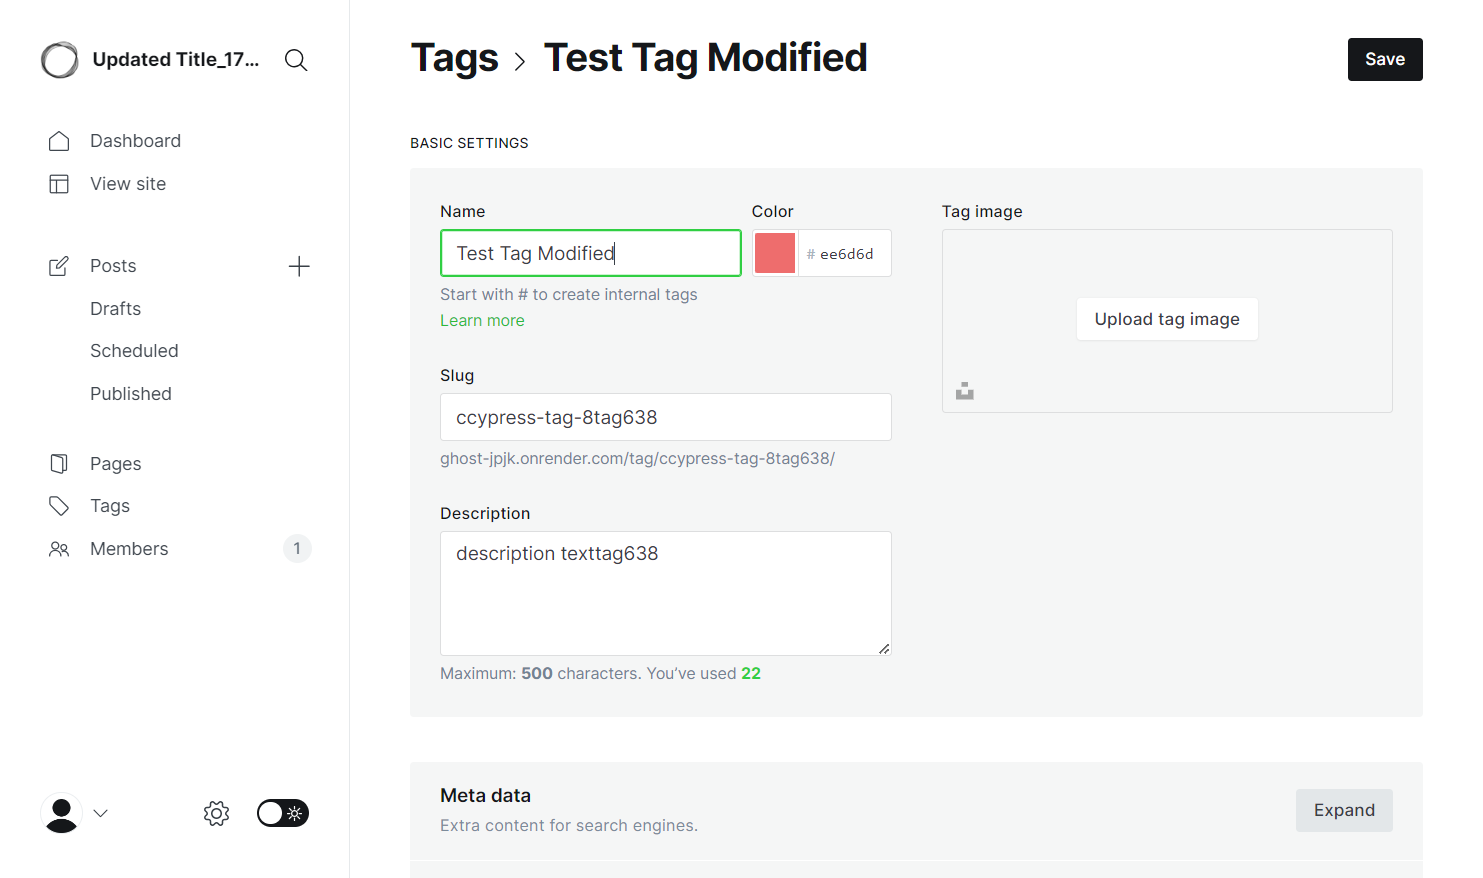 Updated Title_17...
Dashboard
View site
Posts
Drafts
Scheduled
Published
Pages
Tags
Members
1
Tags > Test Tag Modified
Save
BASIC SETTINGS
Name
Test Tag Modified
Start with # to create internal tags
Learn more
Color
# ee6d6d
Tag image
Upload tag image
Slug
ccypress-tag-8tag638
ghost-jpjk.onrender.com/tag/ccypress-tag-8tag638/
Description
description texttag638
Maximum: 500 characters. You’ve used 22
Meta data
Extra content for search engines.
Expand